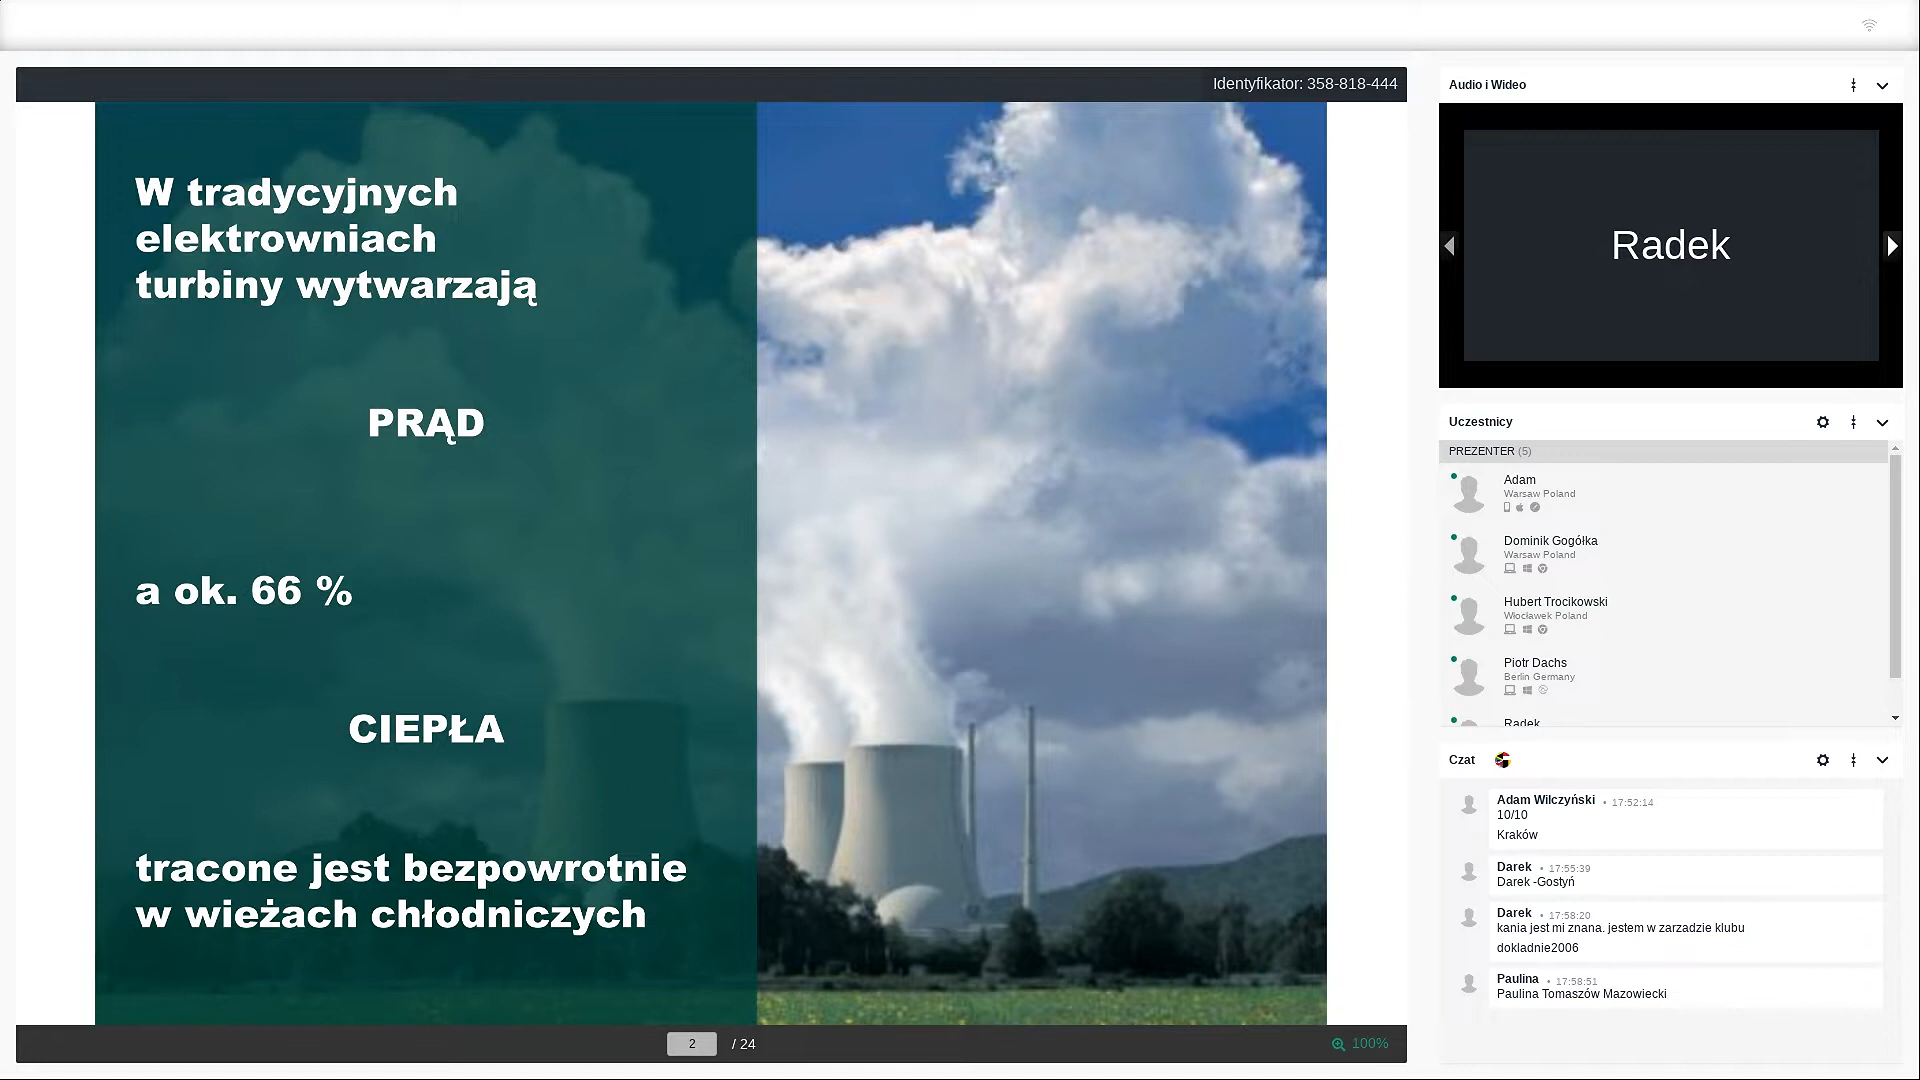 Identyfikator: 358-818-444
W tradycyjnych
elektrowniach
turbiny wytwarzają
PRĄD
a ok. 66 %
CIEPŁA
tracone jest bezpowrotnie
w wieżach chłodniczych
2 / 24
100%
Audio i Wideo
Radek
Uczestnicy
PREZENTER (5)
Adam
Warsaw Poland
Dominik Gogółka
Warsaw Poland
Hubert Trocikowski
Włocławek Poland
Piotr Dachs
Berlin Germany
Radek
Czat
Adam Wilczyński • 17:52:14
10/10
Kraków
Darek • 17:55:39
Darek -Gostyń
Darek • 17:58:20
kania jest mi znana. jestem w zarzadzie klubu
dokladnie2006
Paulina • 17:58:51
Paulina Tomaszów Mazowiecki